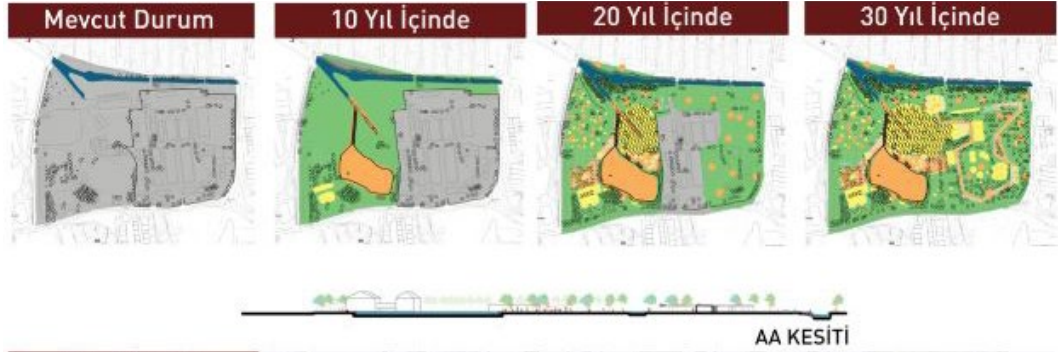 Mevcut Durum
10 Yıl İçinde
20 Yıl İçinde
30 Yıl İçinde
AA KESİTİ